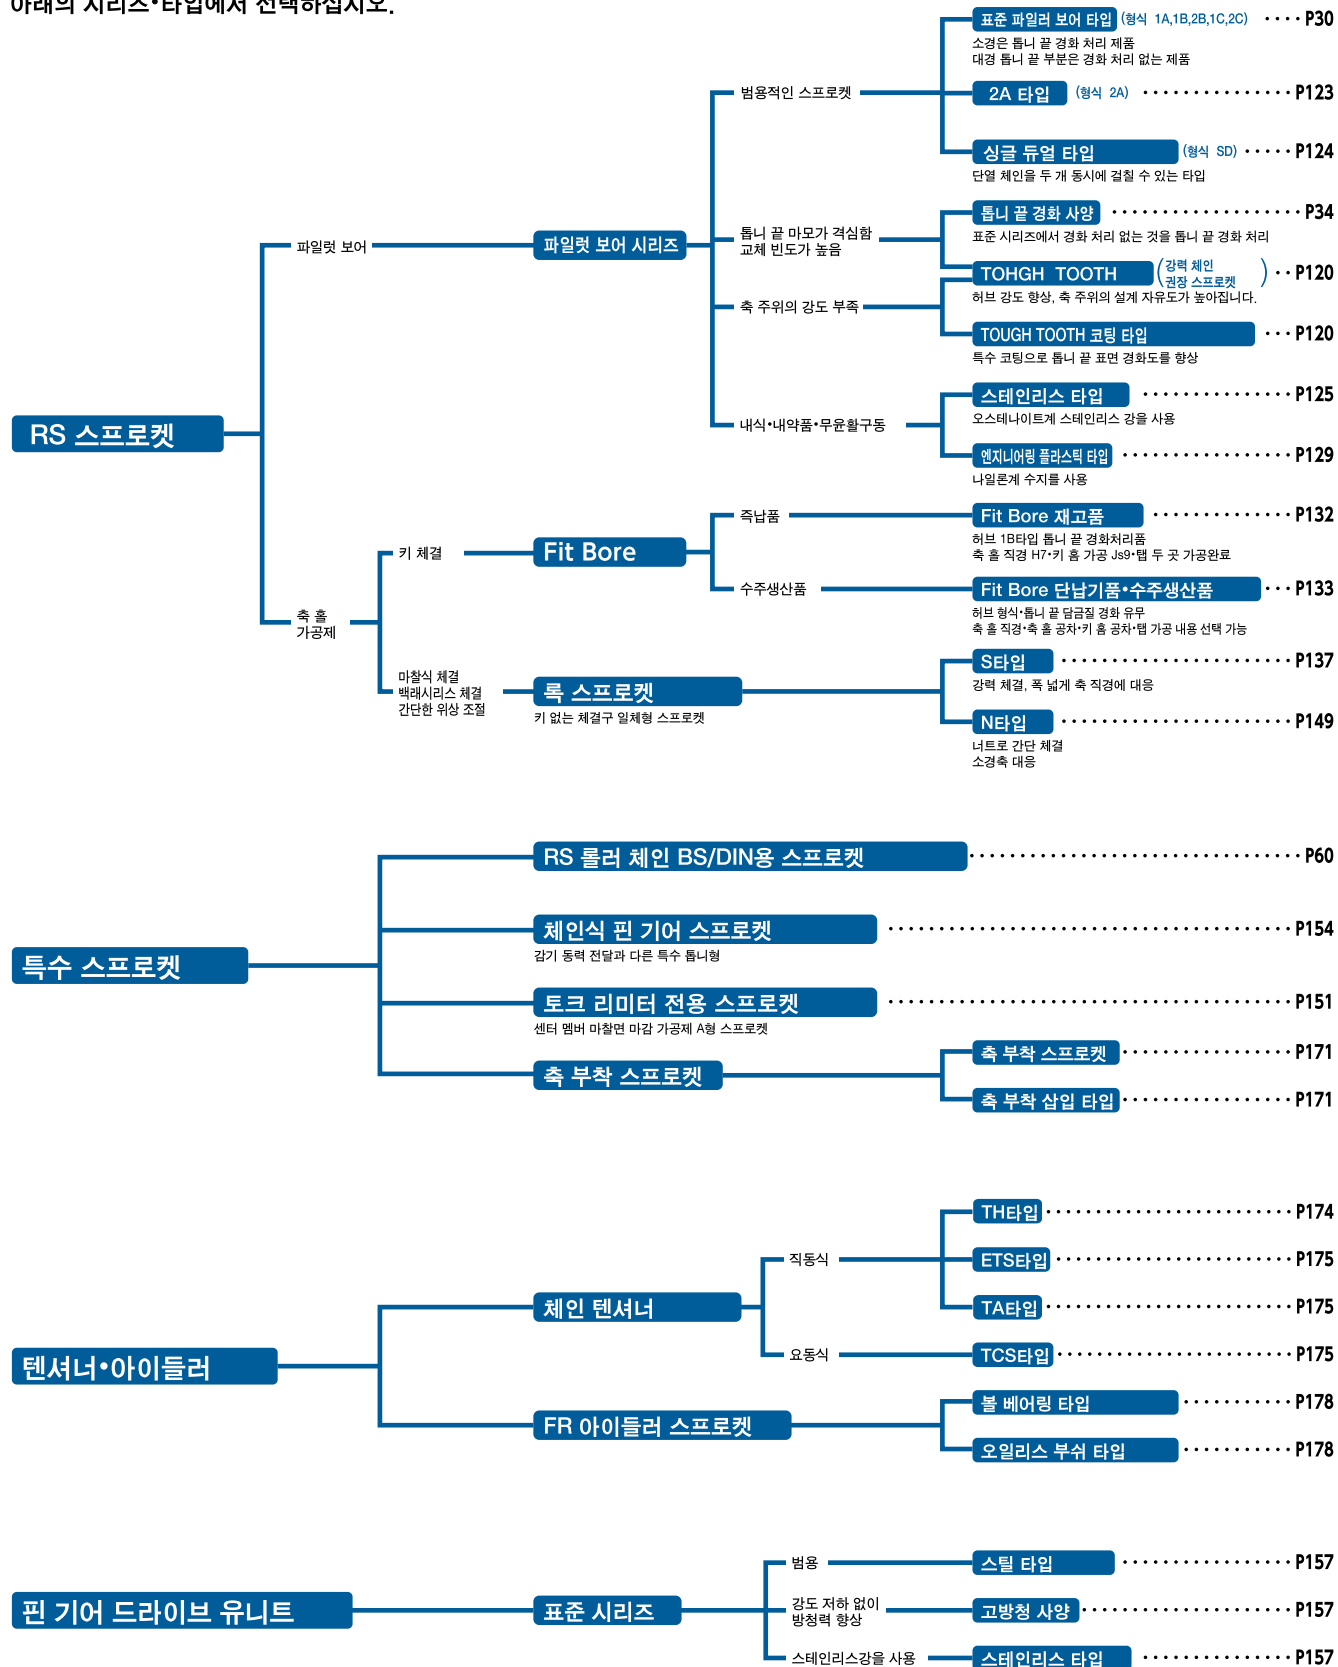 아래의 시리즈•타입에서 선택하십시오.
표준 파일러 보어 타입 (형식 1A,1B,2B,1C,2C) ････ P30
소경은 톱니 끝 경화 처리 제품
대경 톱니 끝 부분은 경화 처리 없는 제품
범용적인 스프로켓
2A 타입 (형식 2A) ･･･････････････ P123
싱글 듀얼 타입 (형식 SD) ･････ P124
단열 체인을 두 개 동시에 걸칠 수 있는 타입
파일럿 보어
파일럿 보어 시리즈
톱니 끝 마모가 격심함
교체 빈도가 높음
톱니 끝 경화 사양 ･･･････････････････ P34
표준 시리즈에서 경화 처리 없는 것을 톱니 끝 경화 처리
TOHGH TOOTH (강력 체인
권장 스프로켓) ･･ P120
허브 강도 향상, 축 주위의 설계 자유도가 높아집니다.
축 주위의 강도 부족
TOUGH TOOTH 코팅 타입 ･･･ P120
특수 코팅으로 톱니 끝 표면 경화도를 향상
내식•내약품•무윤활구동
스테인리스 타입 ･･･････････････ P125
오스테나이트계 스테인리스 강을 사용
엔지니어링 플라스틱 타입 ･････････････････ P129
나일론계 수지를 사용
RS 스프로켓
축 홀
가공제
키 체결
Fit Bore
즉납품
Fit Bore 재고품 ･･････････････ P132
허브 1B타입 톱니 끝 경화처리품
축 홀 직경 H7•키 홈 가공 Js9•탭 두 곳 가공완료
수주생산품
Fit Bore 단납기품•수주생산품 ･･･ P133
허브 형식•톱니 끝 담금질 경화 유무
축 홀 직경•축 홀 공차•키 홈 공차•탭 가공 내용 선택 가능
마찰식 체결
백래시리스 체결
간단한 위상 조절
록 스프로켓
키 없는 체결구 일체형 스프로켓
S타입 ･･･････････････････････ P137
강력 체결, 폭 넓게 축 직경에 대응
N타입 ･･･････････････････････ P149
너트로 간단 체결
소경축 대응
특수 스프로켓
RS 롤러 체인 BS/DIN용 스프로켓 ････････････････････････････････ P60
체인식 핀 기어 스프로켓 ････････････････････････････････････････ P154
감기 동력 전달과 다른 특수 톱니형
토크 리미터 전용 스프로켓 ････････････････････････････････････････ P151
센터 멤버 마찰면 마감 가공제 A형 스프로켓
축 부착 스프로켓
축 부착 스프로켓 ･････････････････ P171
축 부착 삽입 타입 ･････････････････ P171
텐셔너•아이들러
체인 텐셔너
직동식
TH타입 ････････････････････････ P174
ETS타입 ･･･････････････････････ P175
TA타입 ････････････････････････ P175
요동식
TCS타입 ･･･････････････････････ P175
FR 아이들러 스프로켓
볼 베어링 타입 ･･･････････ P178
오일리스 부쉬 타입 ･･･････････ P178
핀 기어 드라이브 유니트
표준 시리즈
범용
스틸 타입 ･････････････････ P157
강도 저하 없이
방청력 향상
고방청 사양 ･････････････････････ P157
스테인리스강을 사용
스테인리스 타입 ･･･････････････ P157